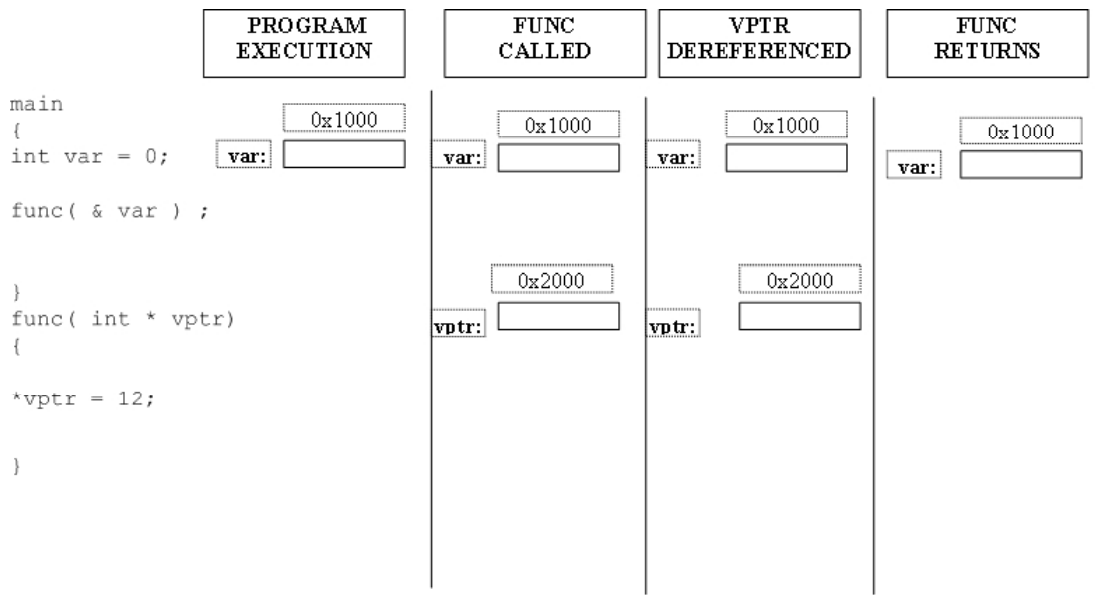 PROGRAM
EXECUTION
FUNC
CALLED
VPTR
DEREFERENCED
FUNC
RETURNS
main
{
int var = 0;
func( & var ) ;
}
func( int * vptr)
{
*vptr = 12;
}
0x1000
var:
0x1000
var:
0x2000
vptr:
0x1000
var:
0x2000
vptr:
0x1000
var: